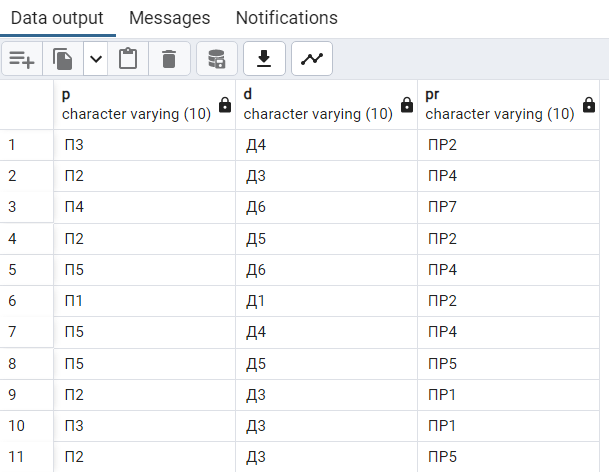 Data output Messages Notifications
p d pr
character varying (10) character varying (10) character varying (10)
1 П3 Д4 ПР2
2 П2 Д3 ПР4
3 П4 Д6 ПР7
4 П2 Д5 ПР2
5 П5 Д6 ПР4
6 П1 Д1 ПР2
7 П5 Д4 ПР4
8 П5 Д5 ПР5
9 П2 Д3 ПР1
10 П3 Д3 ПР1
11 П2 Д3 ПР5